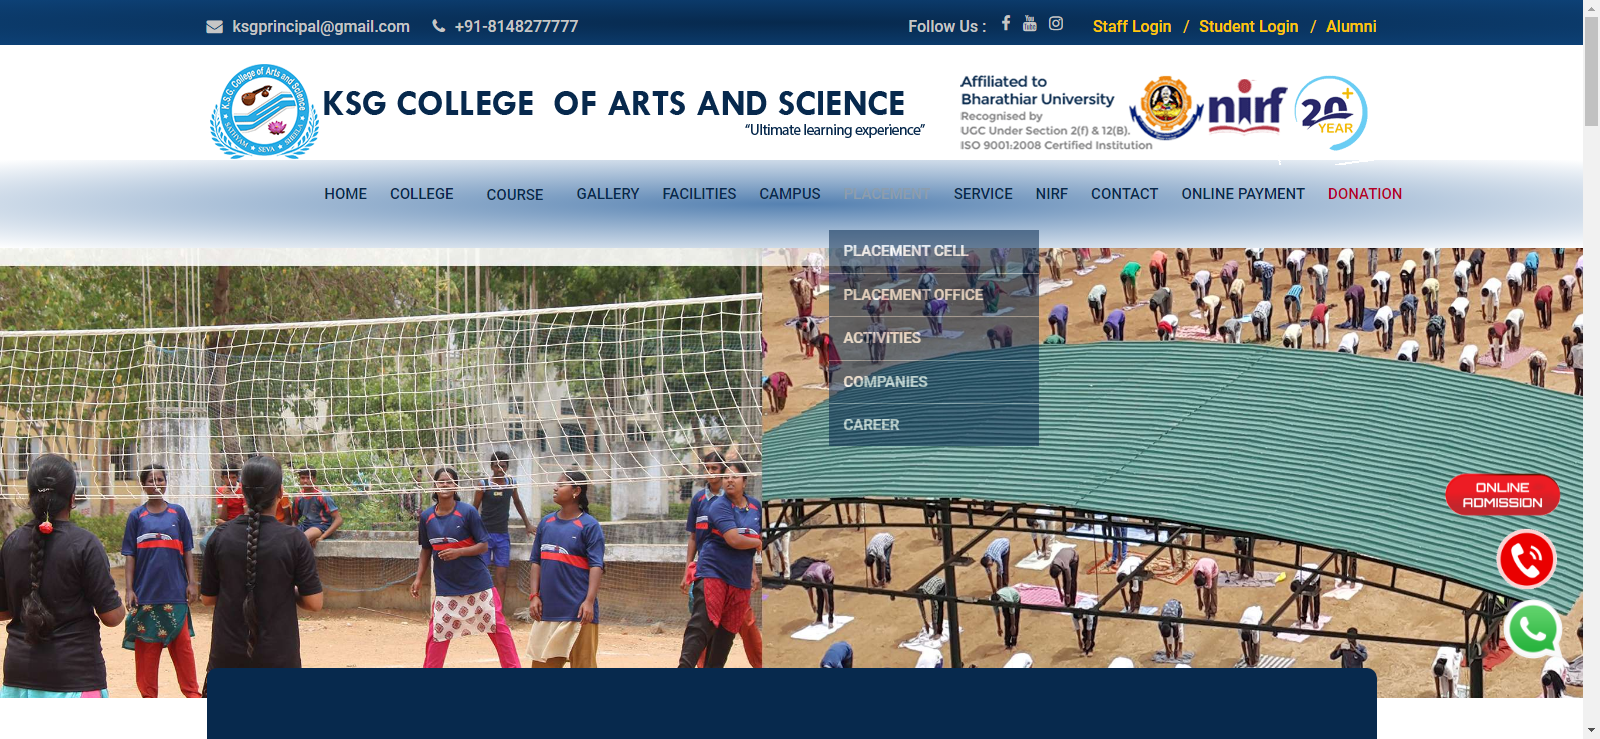 ksgprincipal@gmail.com
+91-8148277777
Follow Us :
You Tube
Staff Login / Student Login / Alumni
K.S.G. College of Arts and Science
SATHYAM ★ SEVA ★ SHEELA
KSG COLLEGE OF ARTS AND SCIENCE
“Ultimate learning experience”
Affiliated to
Bharathiar University
Recognised by
UGC Under Section 2(f) & 12(B).
ISO 9001:2008 Certified Institution
nirf
20+
YEAR
HOME
COLLEGE
COURSE
GALLERY
FACILITIES
CAMPUS
PLACEMENT
SERVICE
NIRF
CONTACT
ONLINE PAYMENT
DONATION
PLACEMENT CELL
PLACEMENT OFFICE
ACTIVITIES
COMPANIES
CAREER
ONLINE
ADMISSION